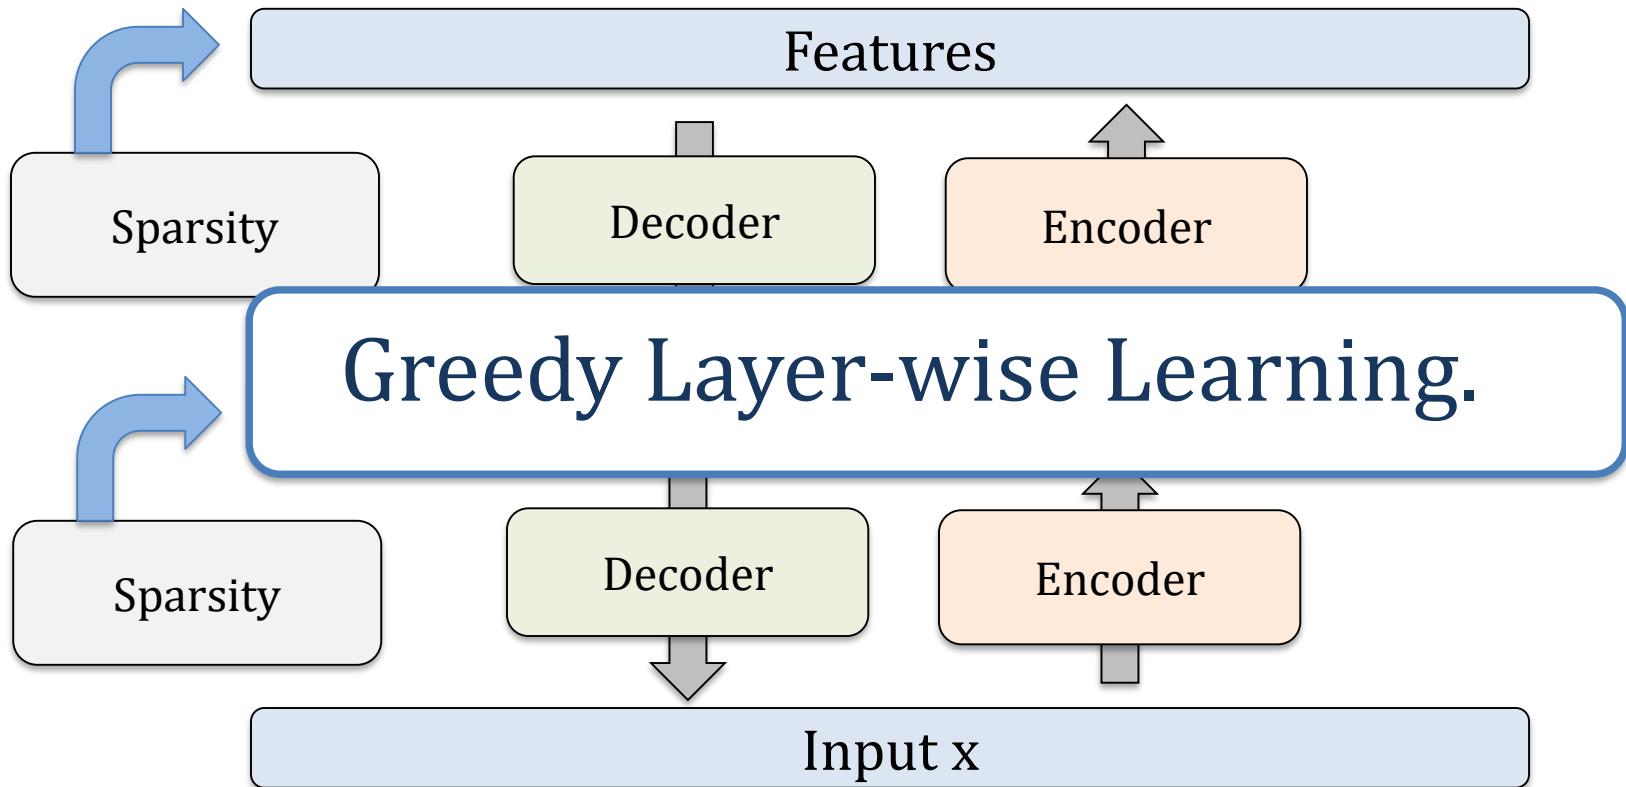 Features
Sparsity
Decoder
Encoder
Greedy Layer-wise Learning.
Sparsity
Decoder
Encoder
Input x